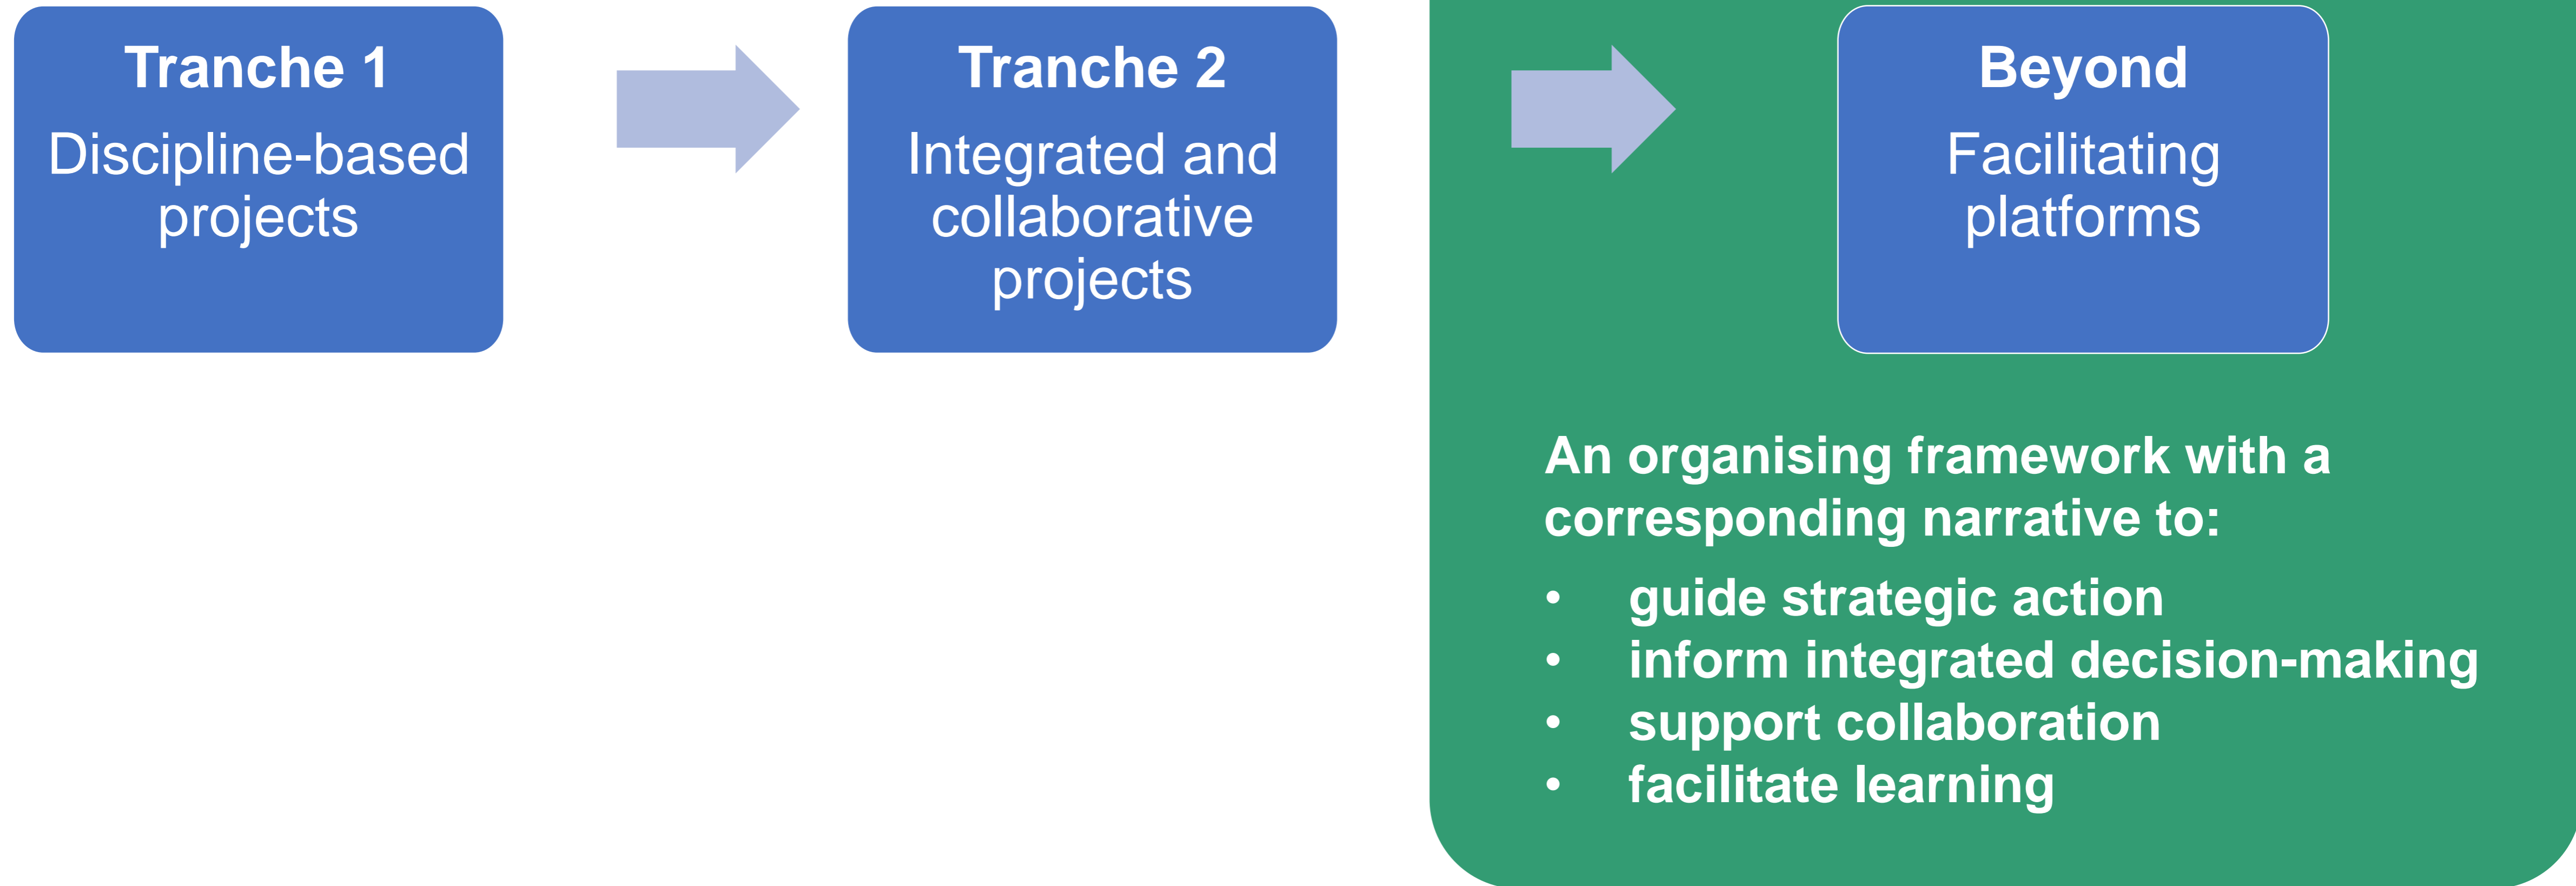 Tranche 1
Discipline-based
projects
Tranche 2
Integrated and
collaborative
projects
Beyond
Facilitating
platforms
An organising framework with a
corresponding narrative to:
• guide strategic action
• inform integrated decision-making
• support collaboration
• facilitate learning